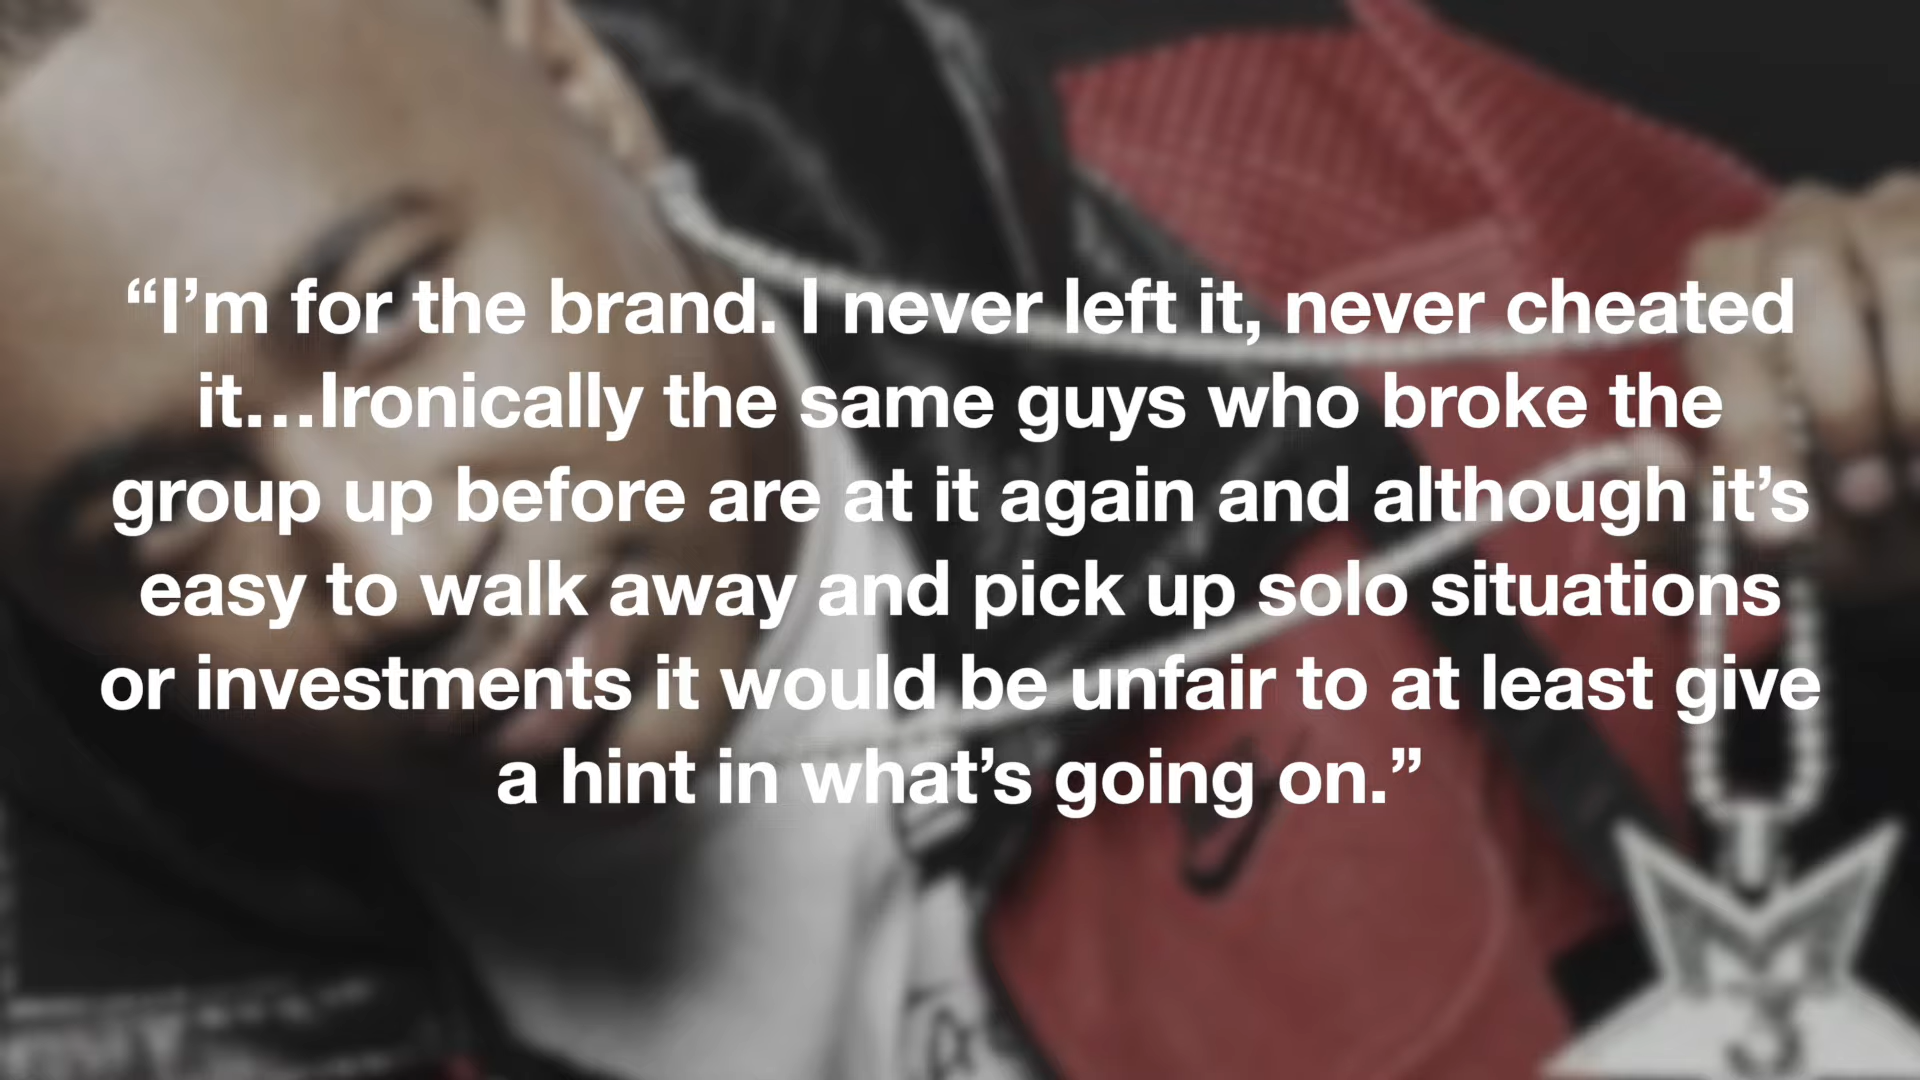 “I’m for the brand. I never left it, never cheated
it…Ironically the same guys who broke the
group up before are at it again and although it’s
easy to walk away and pick up solo situations
or investments it would be unfair to at least give
a hint in what’s going on.”
M
3